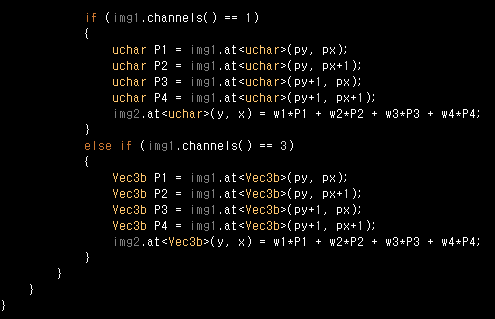 if (img1.channels() == 1)
{
uchar P1 = img1.at<uchar>(py, px);
uchar P2 = img1.at<uchar>(py, px+1);
uchar P3 = img1.at<uchar>(py+1, px);
uchar P4 = img1.at<uchar>(py+1, px+1);
img2.at<uchar>(y, x) = w1*P1 + w2*P2 + w3*P3 + w4*P4;
}
else if (img1.channels() == 3)
{
Vec3b P1 = img1.at<Vec3b>(py, px);
Vec3b P2 = img1.at<Vec3b>(py, px+1);
Vec3b P3 = img1.at<Vec3b>(py+1, px);
Vec3b P4 = img1.at<Vec3b>(py+1, px+1);
img2.at<Vec3b>(y, x) = w1*P1 + w2*P2 + w3*P3 + w4*P4;
}
}
}
}